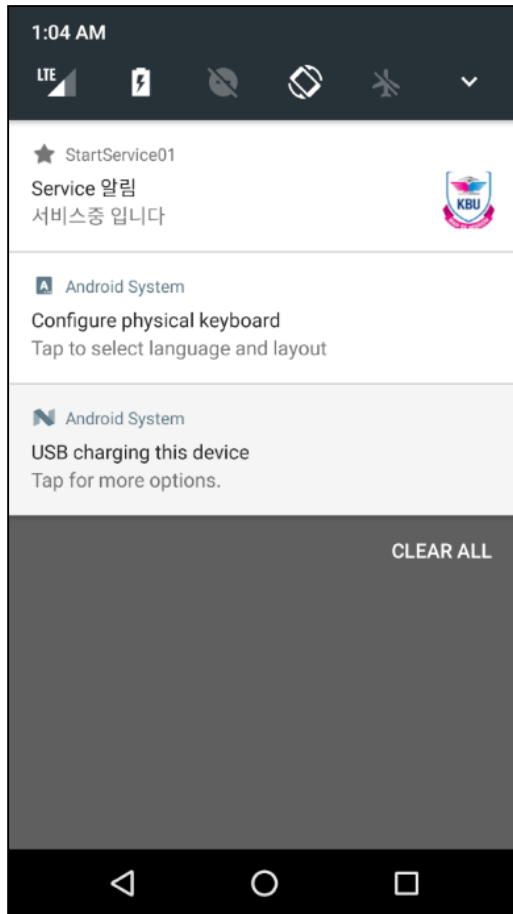 1:04 AM
LTE
StartService01
Service 알림
서비스중 입니다
KBU
Android System
Configure physical keyboard
Tap to select language and layout
Android System
USB charging this device
Tap for more options.
CLEAR ALL